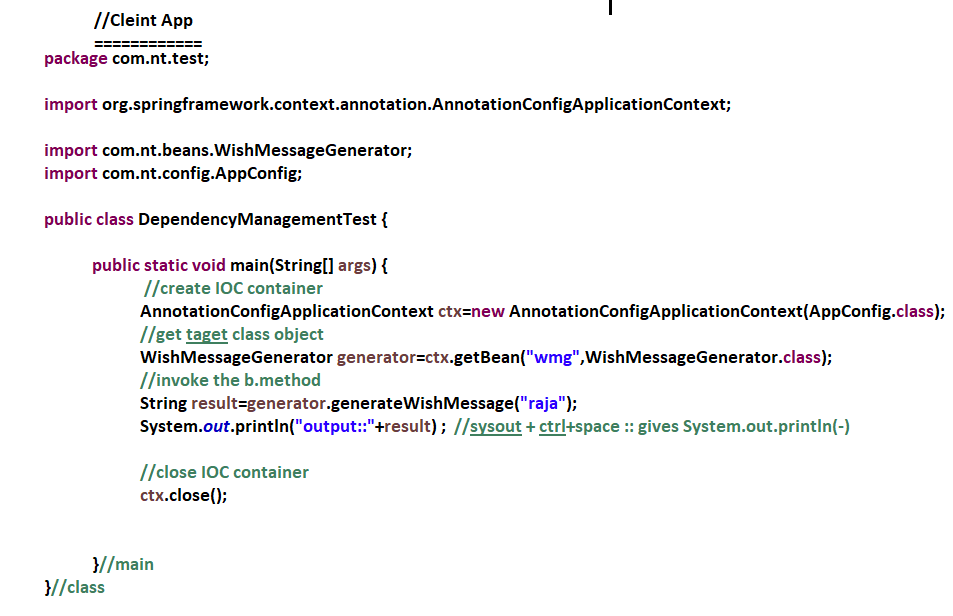 //Cleint App
============
package com.nt.test;
import org.springframework.context.annotation.AnnotationConfigApplicationContext;
import com.nt.beans.WishMessageGenerator;
import com.nt.config.AppConfig;
public class DependencyManagementTest {
public static void main(String[] args) {
//create IOC container
AnnotationConfigApplicationContext ctx=new AnnotationConfigApplicationContext(AppConfig.class);
//get taget class object
WishMessageGenerator generator=ctx.getBean("wmg",WishMessageGenerator.class);
//invoke the b.method
String result=generator.generateWishMessage("raja");
System.out.println("output::"+result) ; //sysout + ctrl+space :: gives System.out.println(-)
//close IOC container
ctx.close();
}//main
}//class